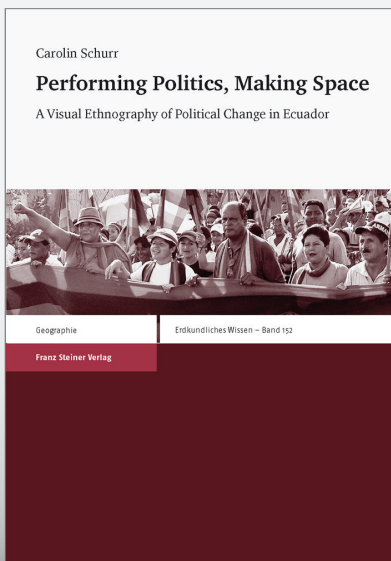 Carolin Schurr
Performing Politics, Making Space
A Visual Ethnography of Political Change in Ecuador
Geographie
Erdkundliches Wissen – Band 152
Franz Steiner Verlag